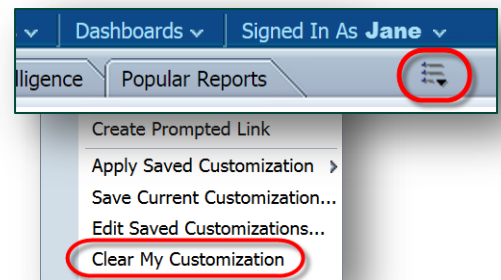 Dashboards Signed In As Jane
lligence Popular Reports
Create Prompted Link
Apply Saved Customization
Save Current Customization...
Edit Saved Customizations...
Clear My Customization